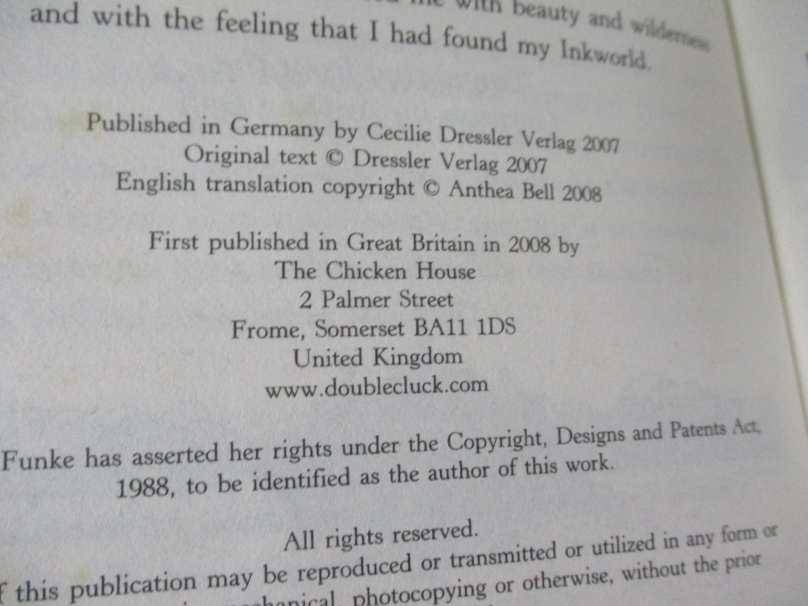 with beauty and wilderness
and with the feeling that I had found my Inkworld.
Published in Germany by Cecilie Dressler Verlag 2007
Original text © Dressler Verlag 2007
English translation copyright © Anthea Bell 2008
First published in Great Britain in 2008 by
The Chicken House
2 Palmer Street
Frome, Somerset BA11 1DS
United Kingdom
www.doublecluck.com
Funke has asserted her rights under the Copyright, Designs and Patents Act,
1988, to be identified as the author of this work.
All rights reserved.
this publication may be reproduced or transmitted or utilized in any form or
photocopying or otherwise, without the prior